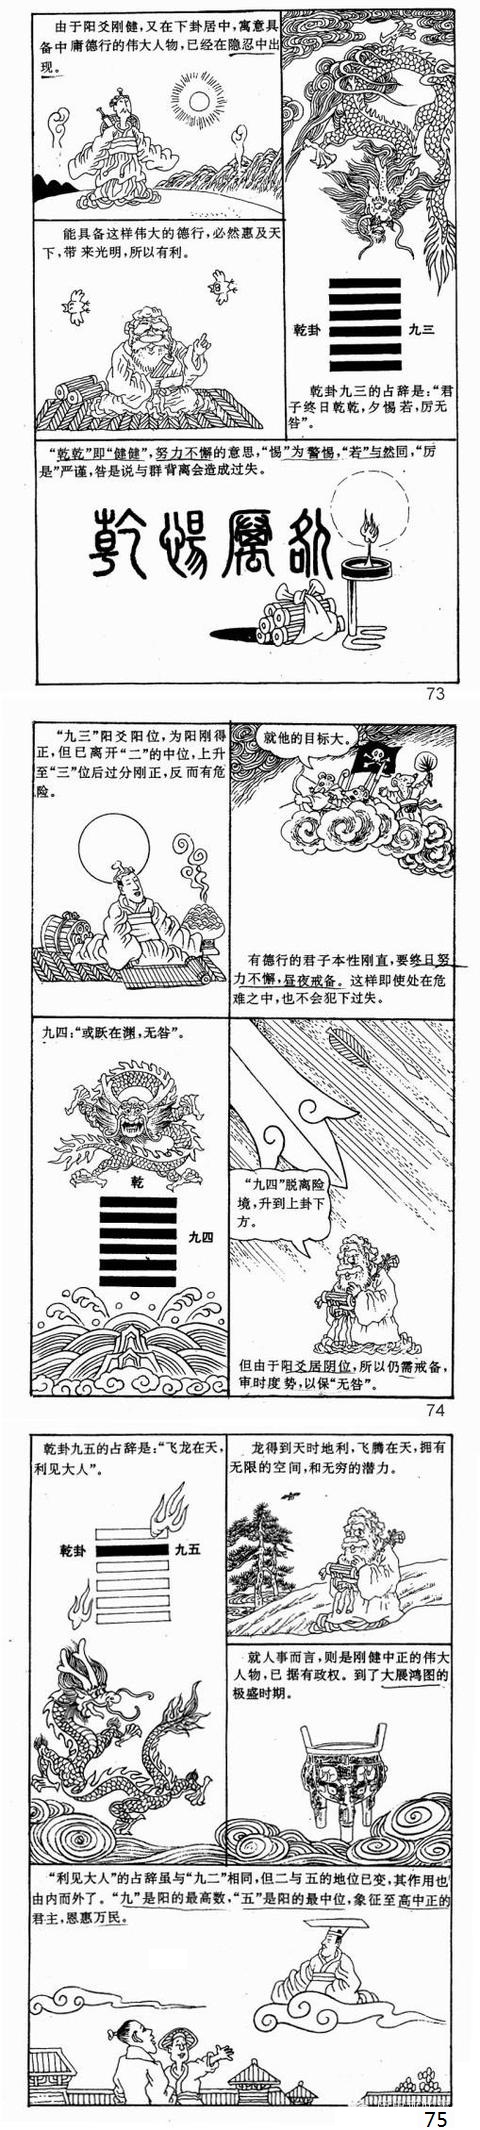 由于阳爻刚健，又在下卦居中，寓意具
备中庸德行的伟大人物，已经在隐忍中出
现。
能具备这样伟大的德行，必然惠及天
下，带来光明，所以有利。
乾卦
九三
乾卦九三的占辞是：“君
子终日乾乾，夕惕若，厉无
咎”。
“乾乾”即“健健”，努力不懈的意思，“惕”为警惕，“若”与然同，“厉
是”严谨，咎是说与群背离会造成过失。
乾惕厲
73
“九三”阳爻阳位，为阳刚得
正，但已离开“二”的中位，上升
至“三”位后过分刚正，反而有危
险。
就他的目标大。
有德行的君子本性刚直，要终日努
力不懈，昼夜戒备。这样即使处在危
难之中，也不会犯下过失。
九四：“或跃在渊，无咎”。
乾
九四
“九四”脱离险
境，升到上卦下
方。
但由于阳爻居阴位，所以仍需戒备，
审时度势，以保“无咎”。
74
乾卦九五的占辞是：“飞龙在天，
利见大人”。
乾卦
九五
龙得到天时地利，飞腾在天，拥有
无限的空间，和无穷的潜力。
就人事而言，则是刚健中正的伟大
人物，已据有政权。到了大展鸿图的
极盛时期。
“利见大人”的占辞虽与“九二”相同，但二与五的地位已变，其作用也
由内而外了。“九”是阳的最高数，“五”是阳的最中位，象征至高中正的
君主，恩惠万民。
75